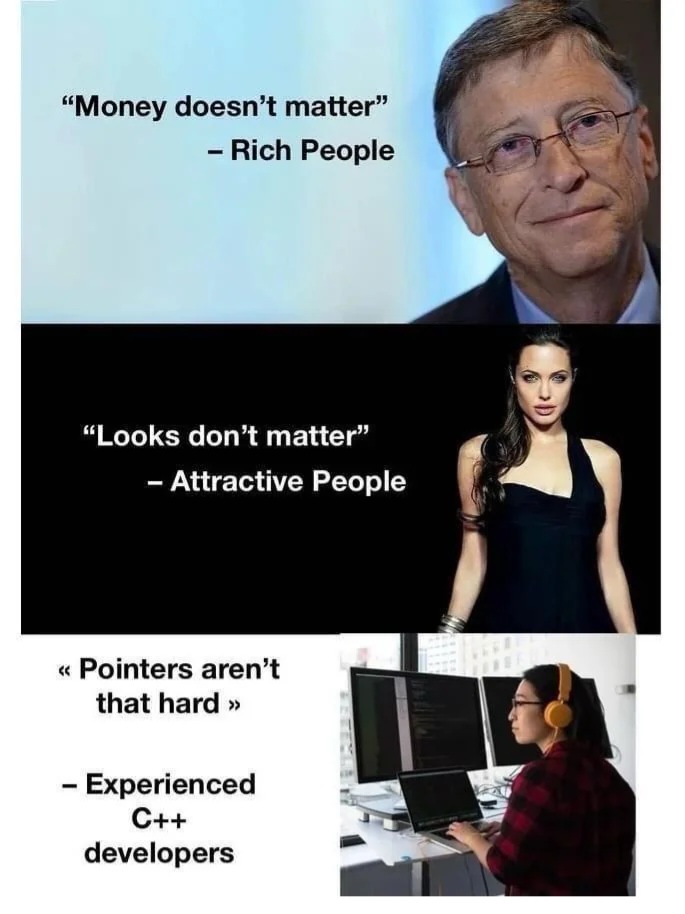 “Money doesn’t matter”
– Rich People
“Looks don’t matter”
– Attractive People
« Pointers aren’t
that hard »
– Experienced
C++
developers